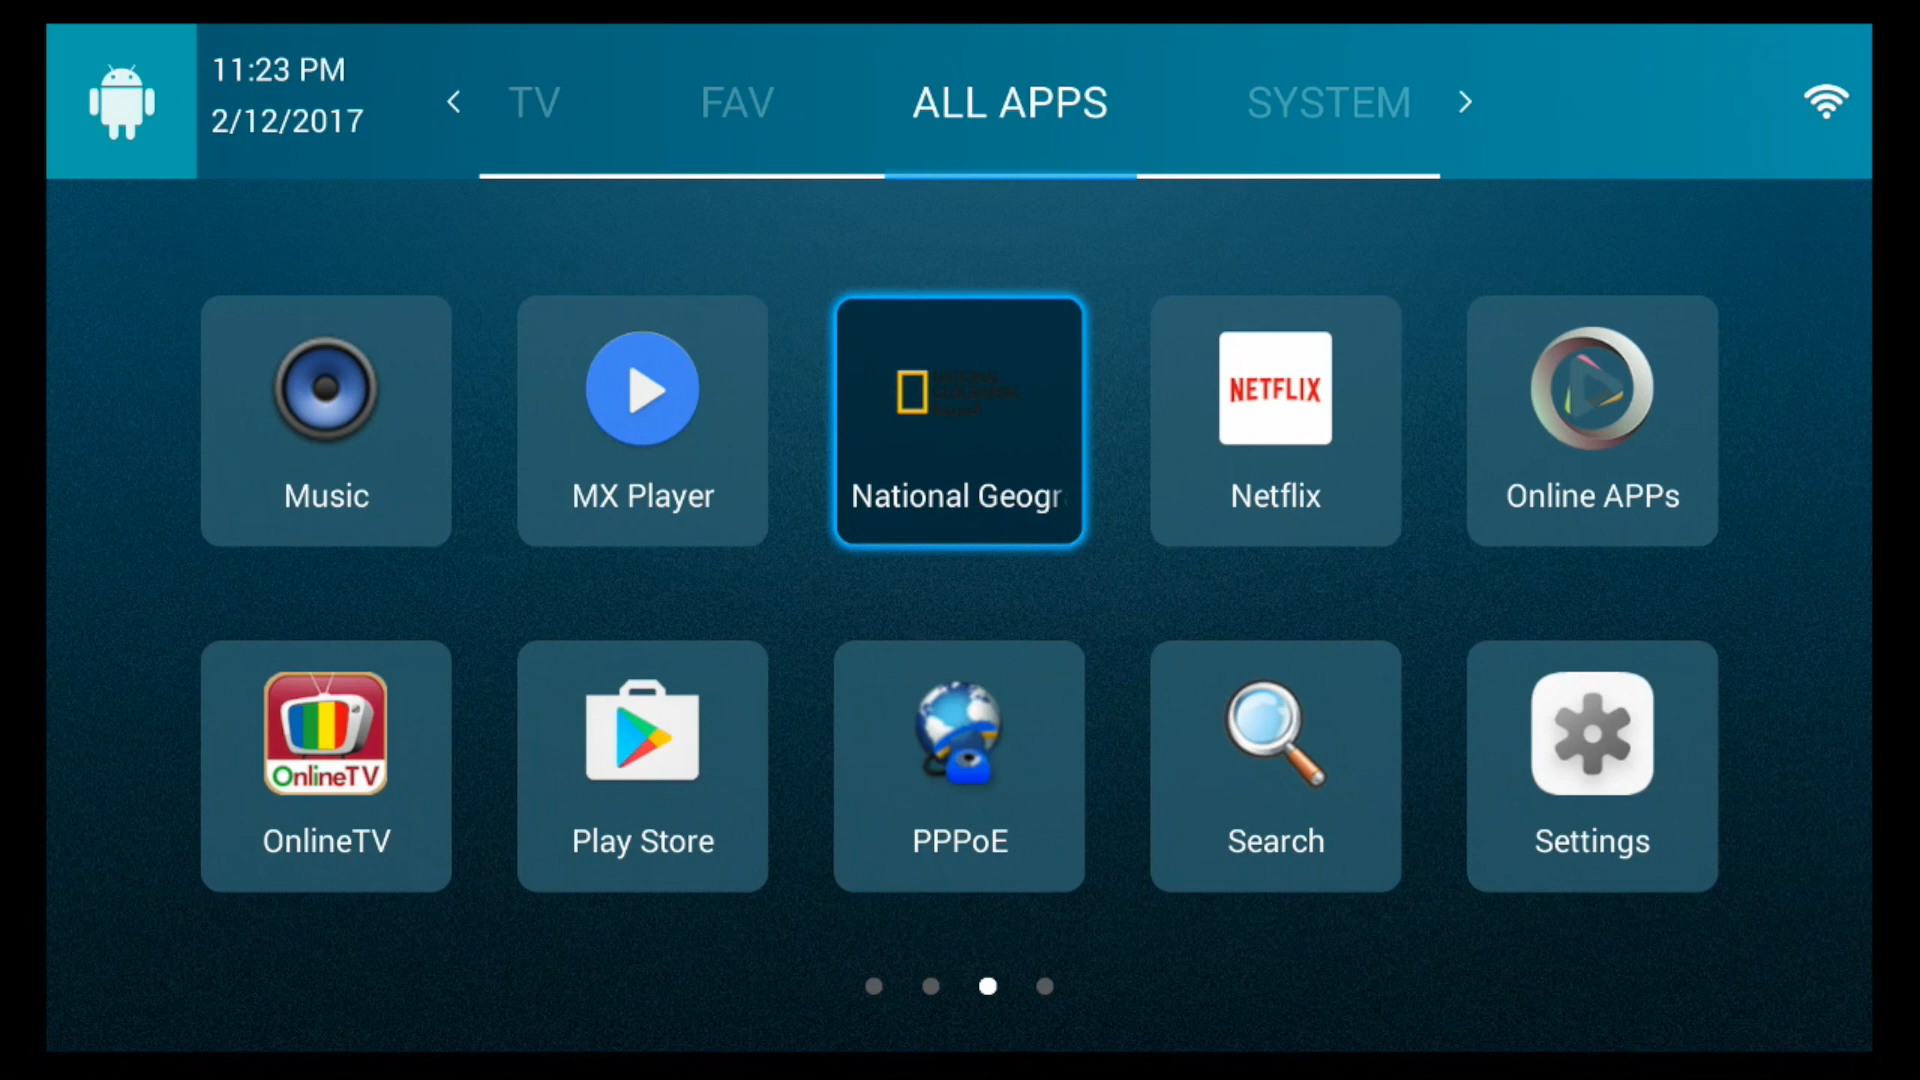 11:23 PM
2/12/2017
TV FAV ALL APPS SYSTEM
Music MX Player National Geogr
NETFLIX
Netflix Online APPs
OnlineTV
OnlineTV Play Store PPPoE Search Settings